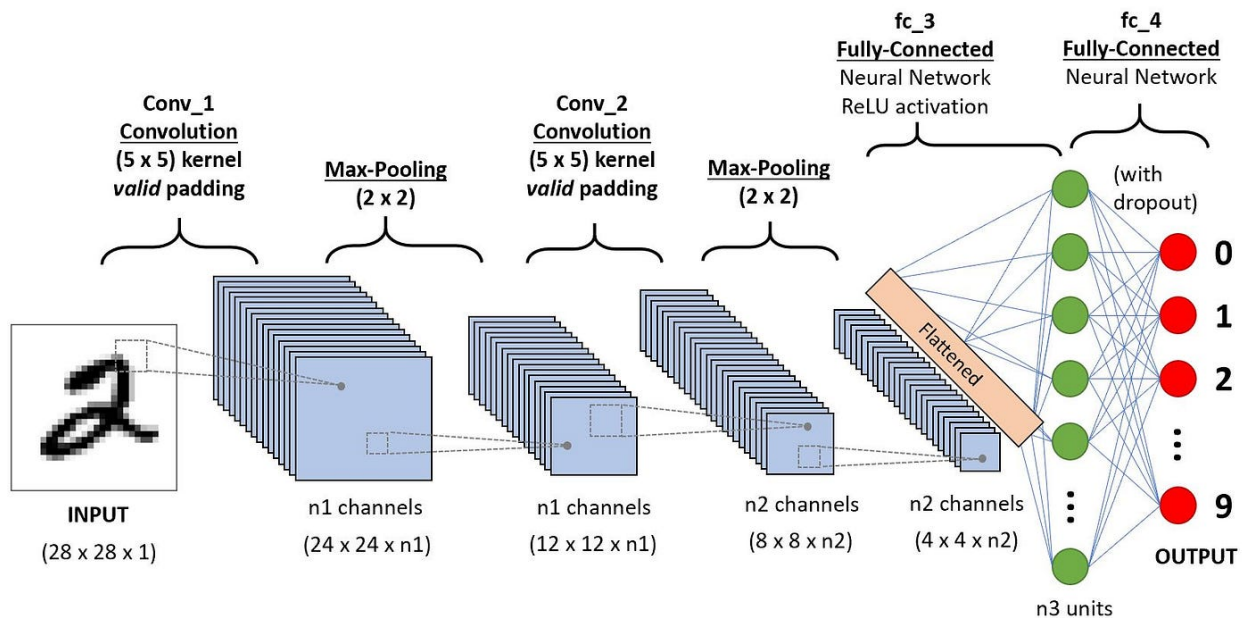 fc_3
Fully-Connected
Neural Network
ReLU activation
fc_4
Fully-Connected
Neural Network
Conv_1
Convolution
(5 x 5) kernel
valid padding
Max-Pooling
(2 x 2)
Conv_2
Convolution
(5 x 5) kernel
valid padding
Max-Pooling
(2 x 2)
(with
dropout)
Flattened
0
1
2
9
INPUT
(28 x 28 x 1)
n1 channels
(24 x 24 x n1)
n1 channels
(12 x 12 x n1)
n2 channels
(8 x 8 x n2)
n2 channels
(4 x 4 x n2)
OUTPUT
n3 units